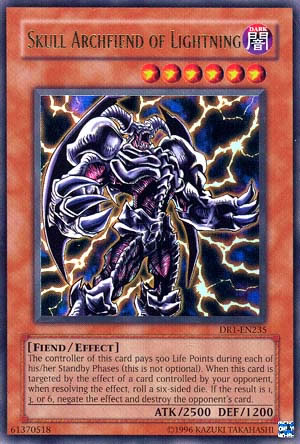 SKULL ARCHFIEND OF LIGHTNING
DARK
闇
DR1-EN235
[FIEND/EFFECT]
The controller of this card pays 500 Life Points during each of
his/her Standby Phases (this is not optional). When this card is
targeted by the effect of a card controlled by your opponent,
when resolving the effect, roll a six-sided die. If the result is 1,
3, or 6, negate the effect and destroy the opponent's card.
ATK/2500 DEF/1200
61370518
©1996 KAZUKI TAKAHASHI